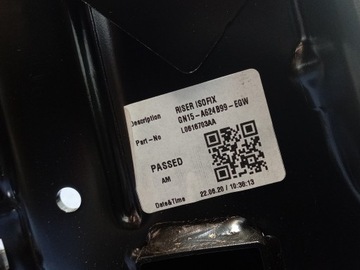 Description RISER ISOFIX
GN15-A624B99-EGW
Part-No L0616703AA
PASSED
AM
Date&Time 22.06.20 / 10:30:13